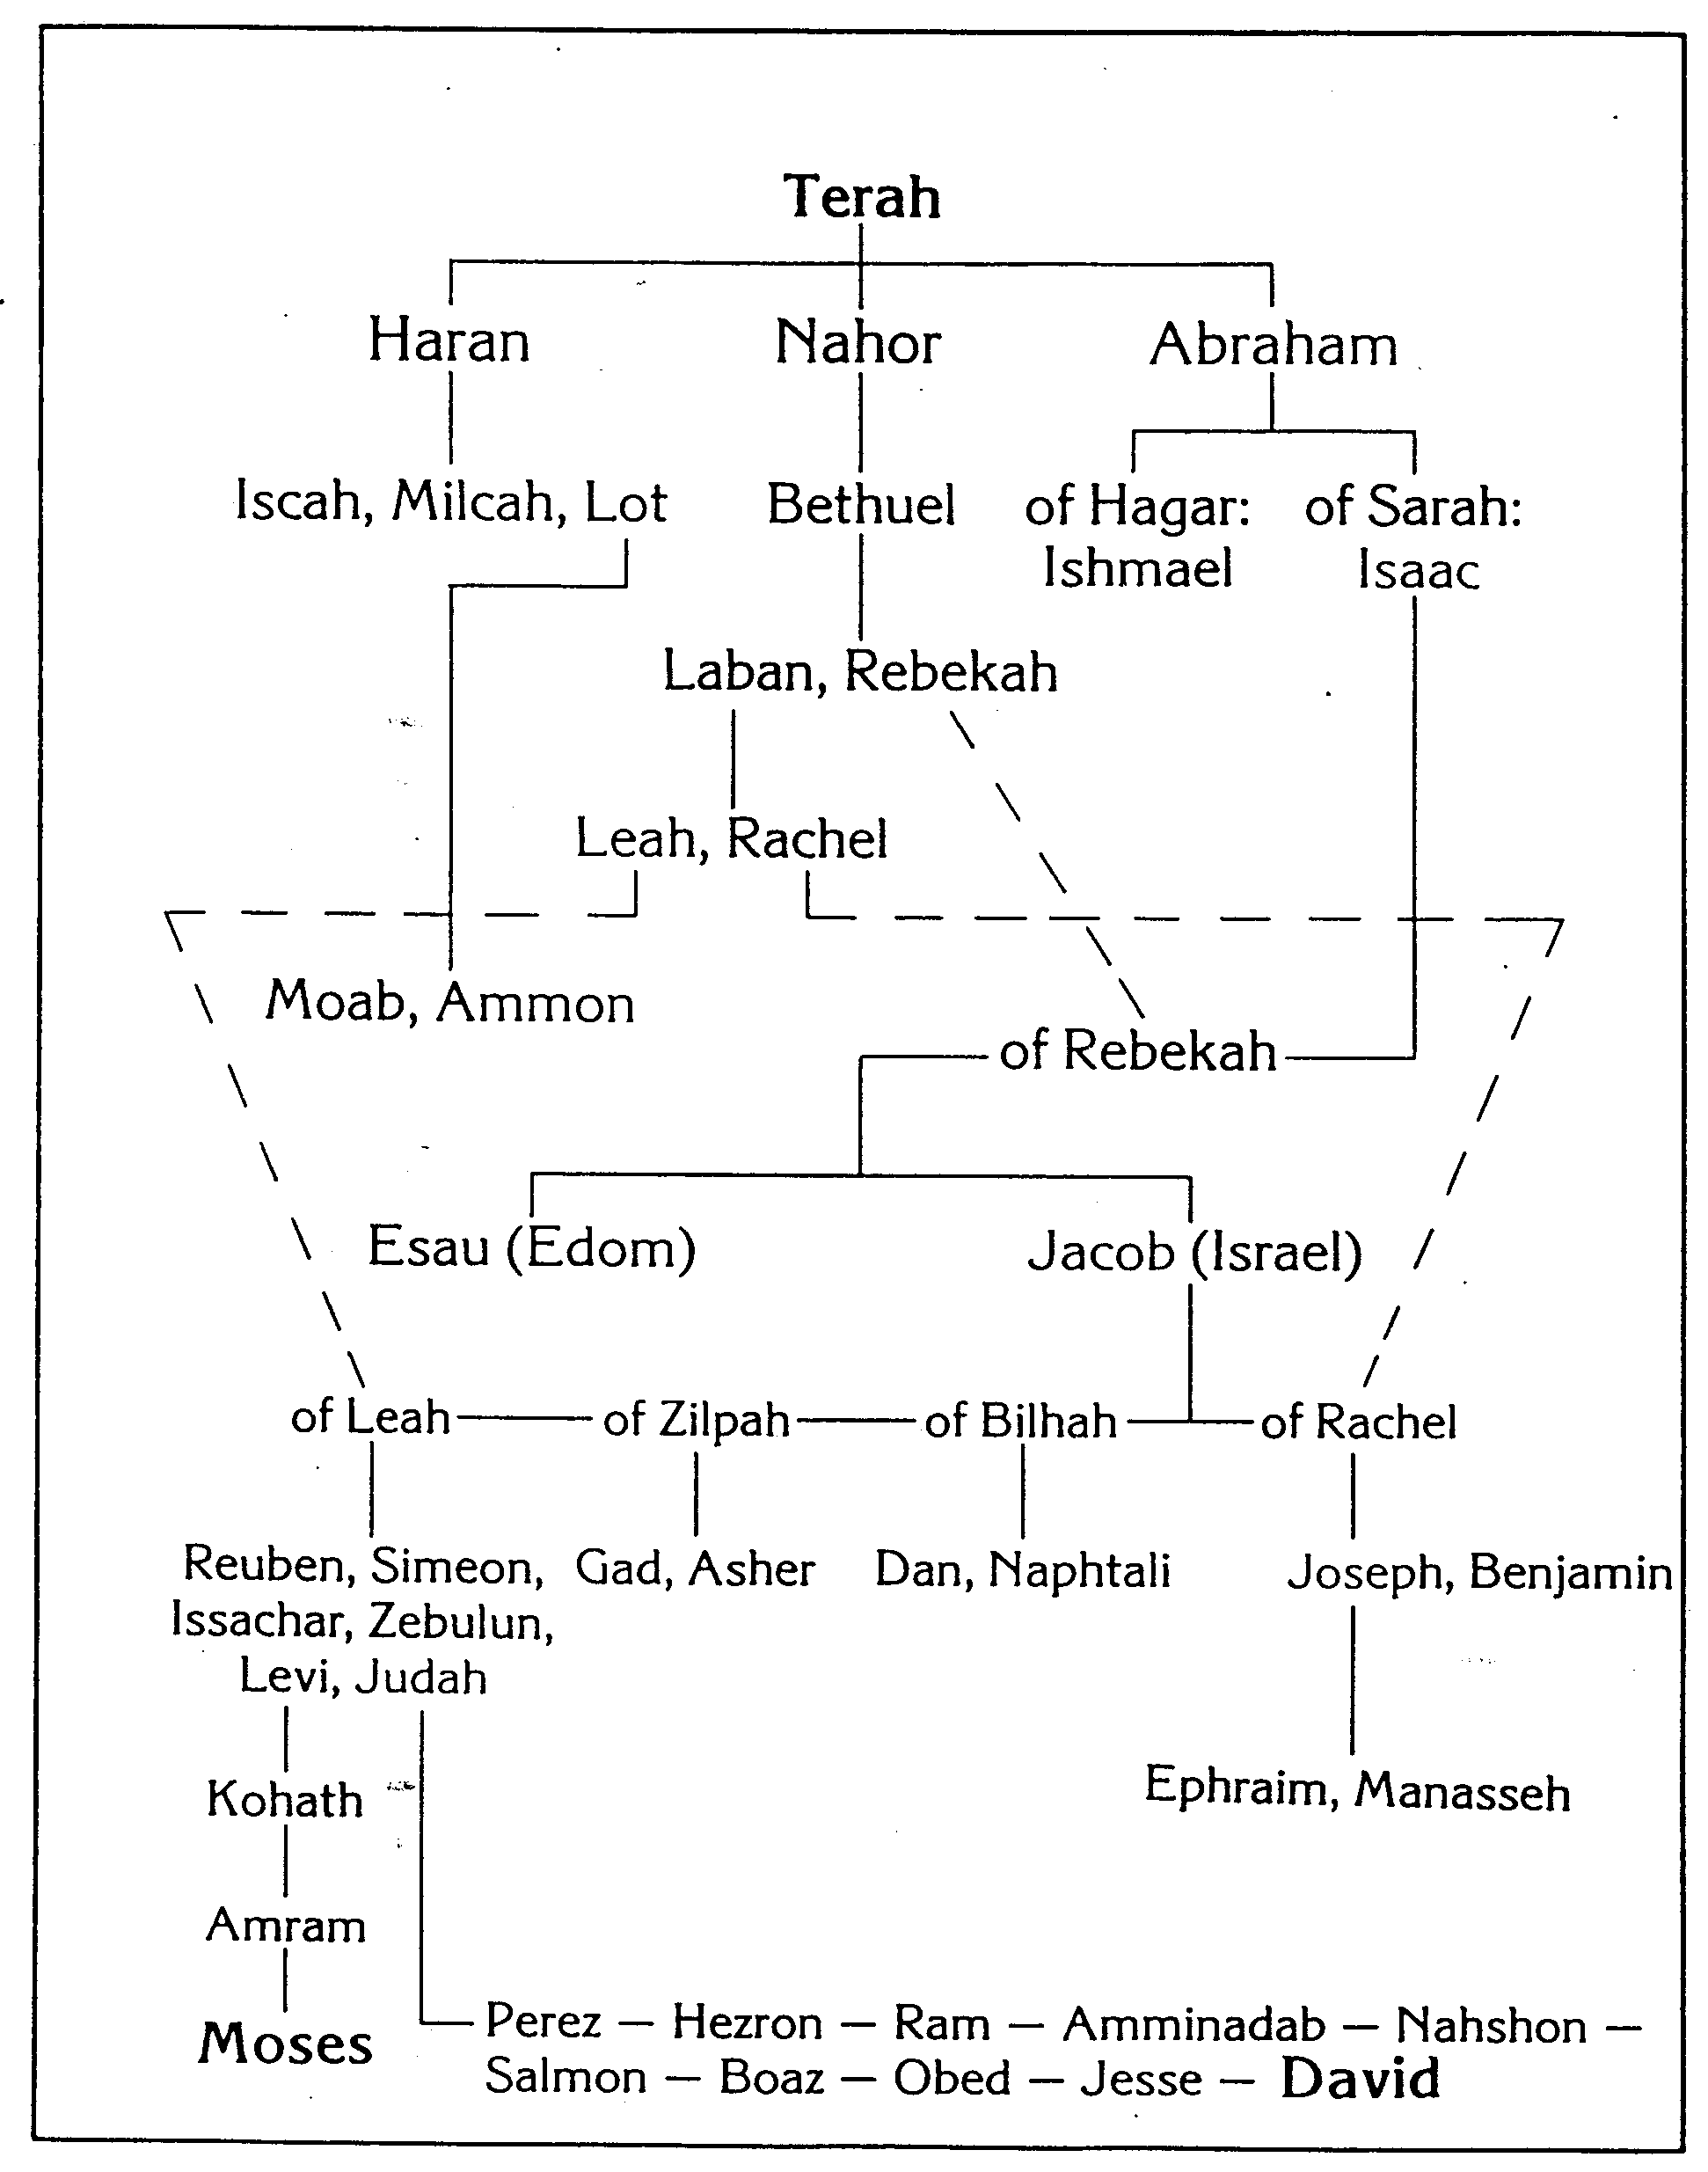 Terah
Haran Nahor Abraham
Iscah, Milcah, Lot Bethuel of Hagar: of Sarah:
Ishmael Isaac
Laban, Rebekah
Leah, Rachel
Moab, Ammon
of Rebekah
Esau (Edom) Jacob (Israel)
of Leah of Zilpah of Bilhah of Rachel
Reuben, Simeon, Gad, Asher Dan, Naphtali Joseph, Benjamin
Issachar, Zebulun,
Levi, Judah
Kohath Ephraim, Manasseh
Amram
Moses
Perez — Hezron — Ram — Amminadab — Nahshon —
Salmon — Boaz — Obed — Jesse — David